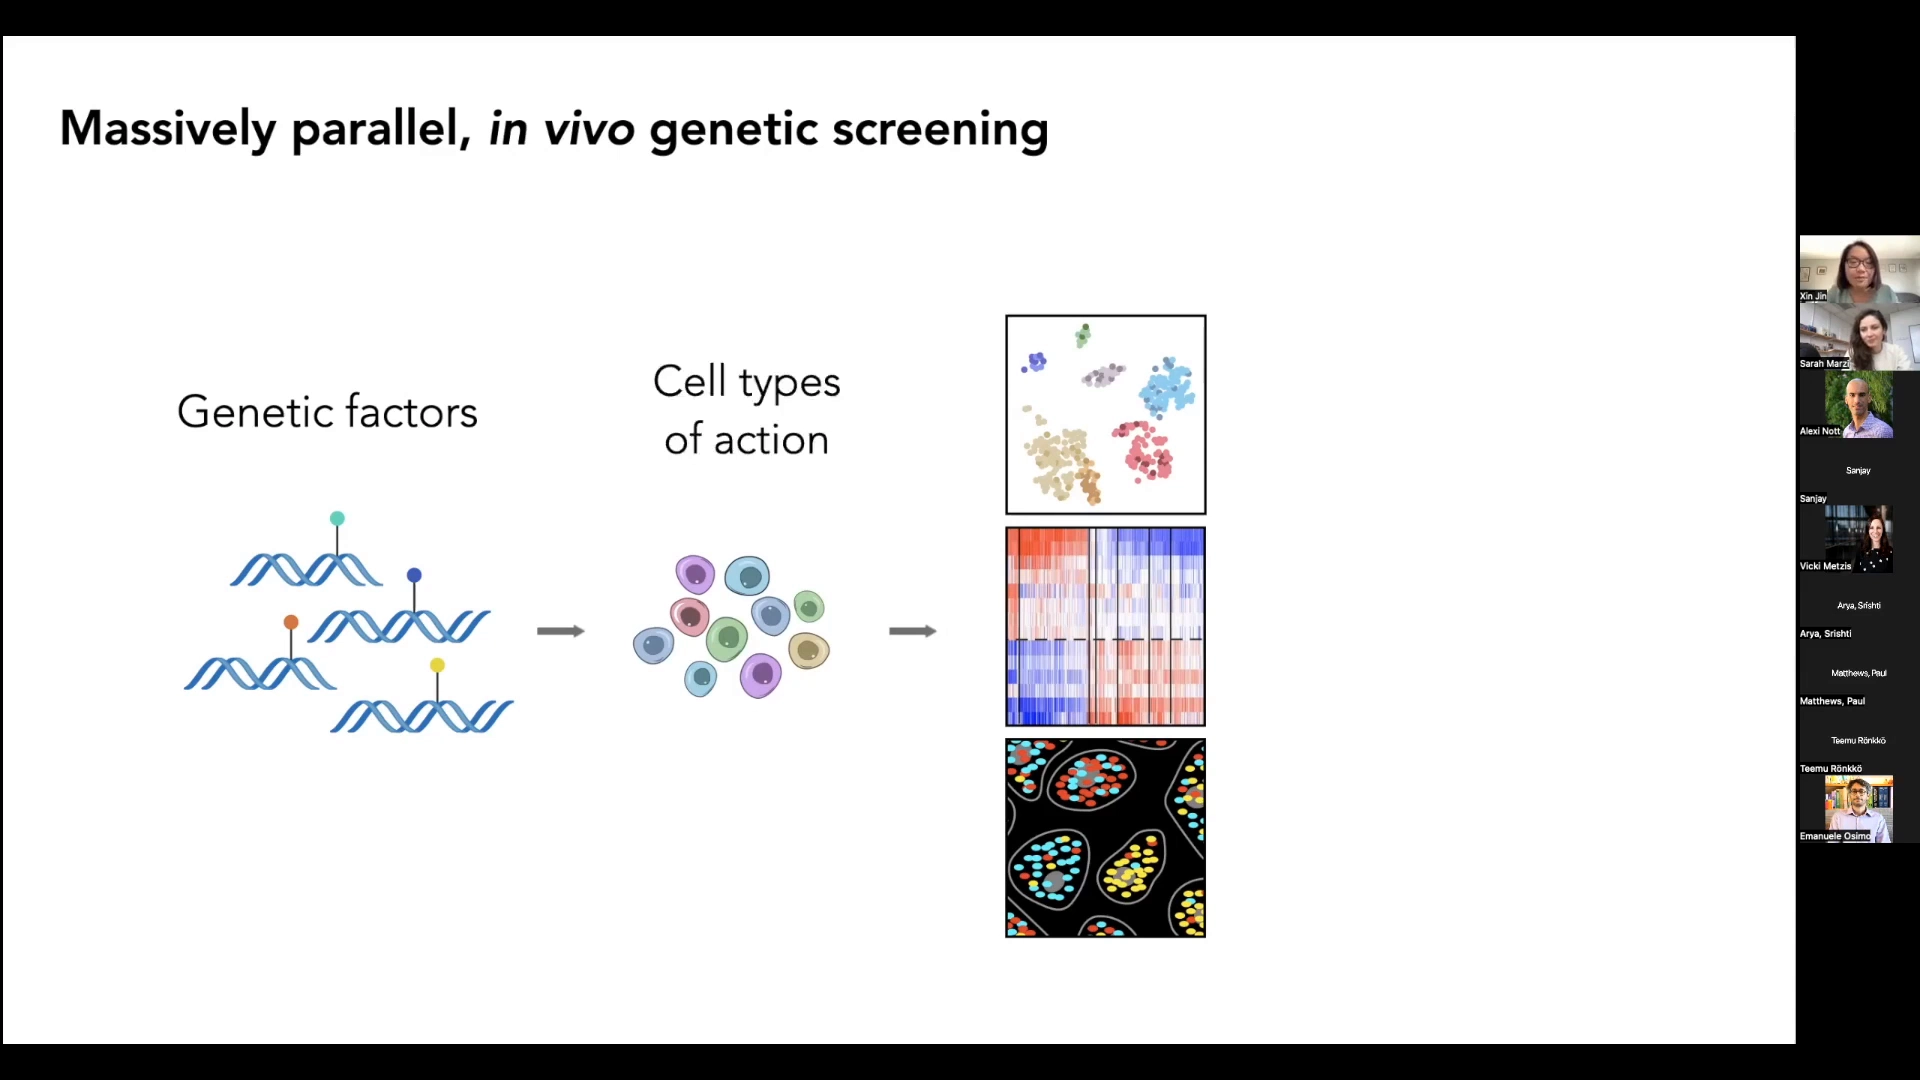 Massively parallel, in vivo genetic screening
Genetic factors
Cell types
of action
Xin Jin
Sarah Marzi
Alexi Nott
Sanjay
Sanjay
Vicki Metzis
Arya, Srishti
Arya, Srishti
Matthews, Paul
Matthews, Paul
Teemu Rönkkö
Teemu Rönkkö
Emanuele Osimo